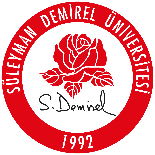 SÜLEYMAN DEMİREL ÜNİVERSİTESİ
S. Demirel
1992